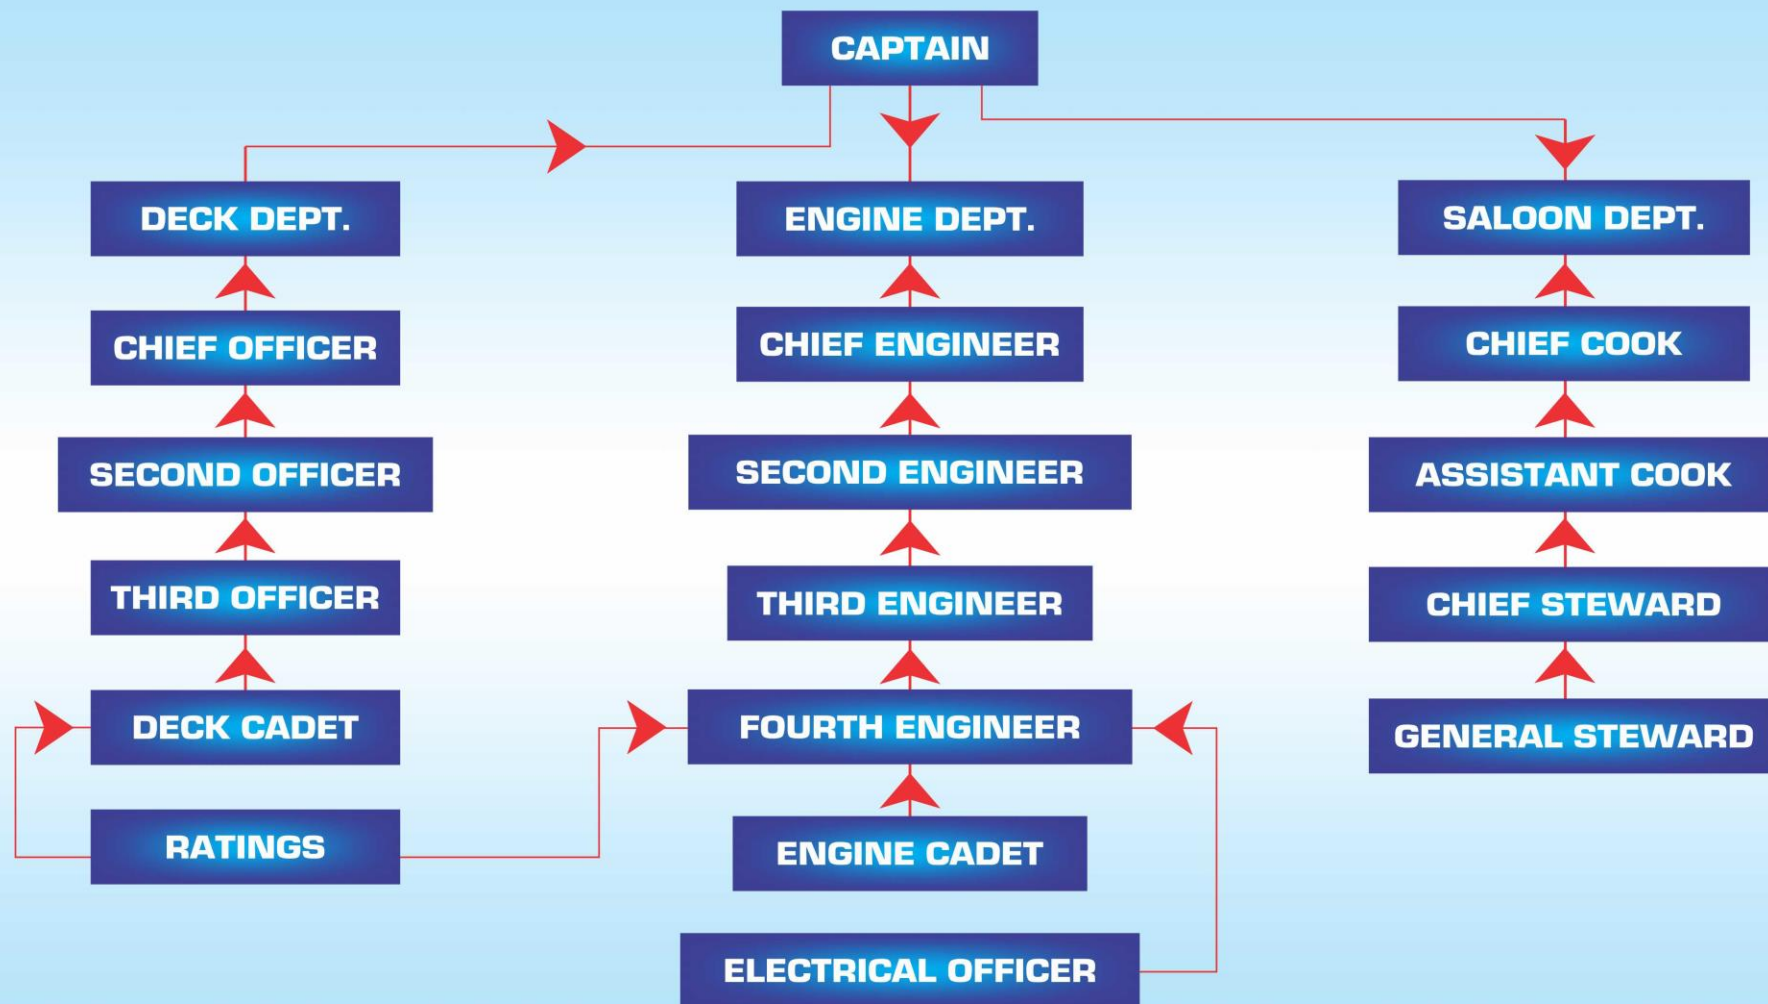 CAPTAIN
DECK DEPT.
ENGINE DEPT.
SALOON DEPT.
CHIEF OFFICER
CHIEF ENGINEER
CHIEF COOK
SECOND OFFICER
SECOND ENGINEER
ASSISTANT COOK
THIRD OFFICER
THIRD ENGINEER
CHIEF STEWARD
DECK CADET
FOURTH ENGINEER
GENERAL STEWARD
RATINGS
ENGINE CADET
ELECTRICAL OFFICER